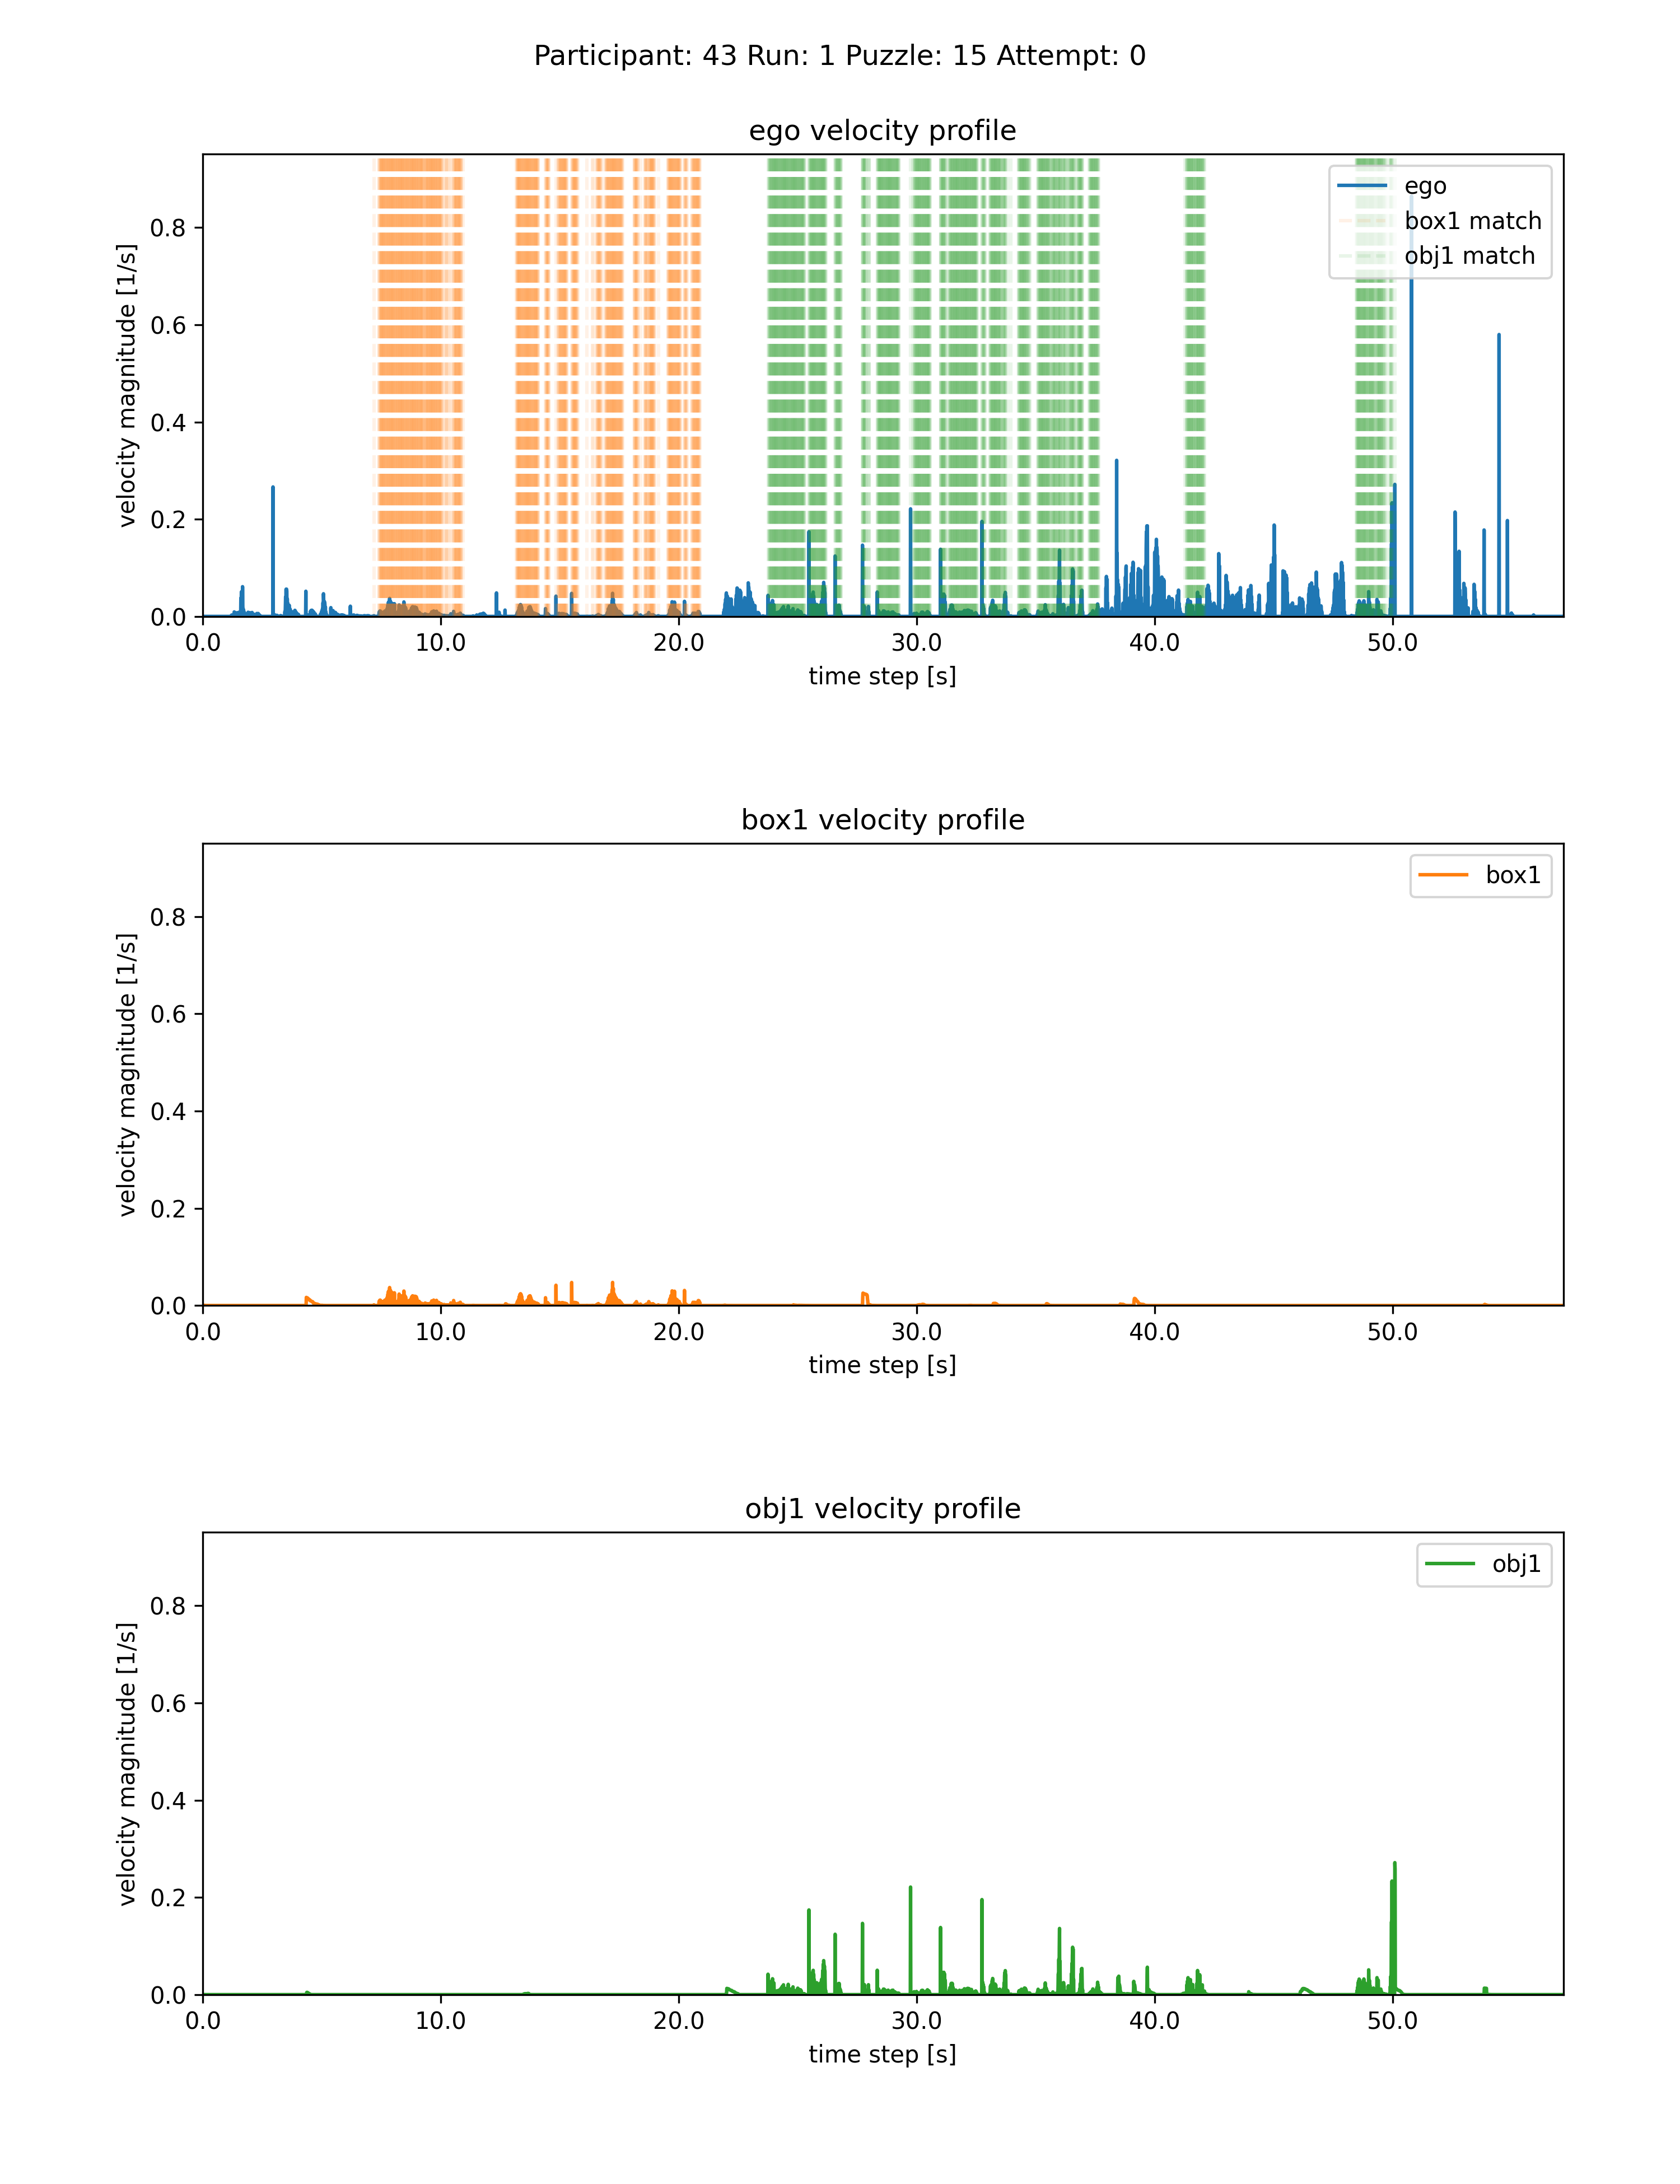 Participant: 43 Run: 1 Puzzle: 15 Attempt: 0
ego velocity profile
velocity magnitude [1/s]
0.8
0.6
0.4
0.2
0.0
ego
box1 match
obj1 match
0.0 10.0 20.0 30.0 40.0 50.0
time step [s]
box1 velocity profile
velocity magnitude [1/s]
0.8
0.6
0.4
0.2
0.0
box1
0.0 10.0 20.0 30.0 40.0 50.0
time step [s]
obj1 velocity profile
velocity magnitude [1/s]
0.8
0.6
0.4
0.2
0.0
obj1
0.0 10.0 20.0 30.0 40.0 50.0
time step [s]